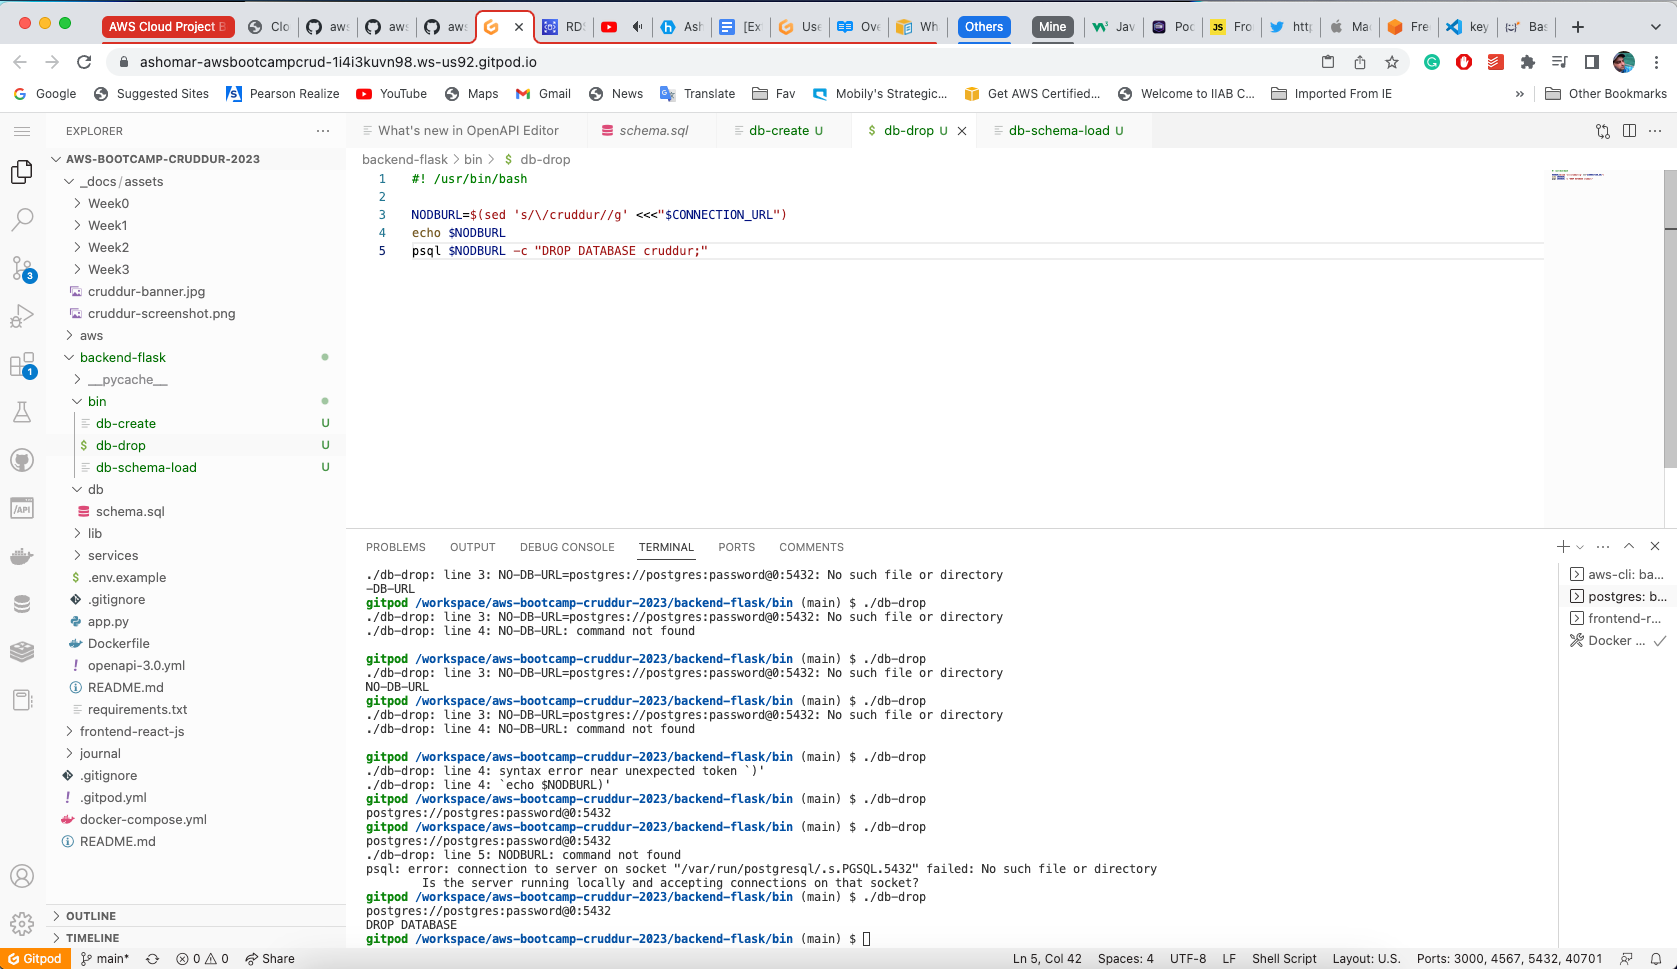 AWS Cloud Project B
Clo
aws
aws
aws
RDS
Ash
[Ex
Use
Ove
Wh
Others
Mine
Jav
Poc
JS
Fro
http
Mac
Free
key
Bas
ashomar-awsbootcampcrud-1i4i3kuvn98.ws-us92.gitpod.io
Google
Suggested Sites
Pearson Realize
YouTube
Maps
Gmail
News
Translate
Fav
Mobily's Strategic...
Get AWS Certified...
Welcome to IIAB C...
Imported From IE
»
Other Bookmarks
EXPLORER
What's new in OpenAPI Editor
schema.sql
db-create U
$ db-drop U
db-schema-load U
AWS-BOOTCAMP-CRUDDUR-2023
backend-flask > bin > $ db-drop
_docs / assets
Week0
Week1
Week2
Week3
cruddur-banner.jpg
cruddur-screenshot.png
aws
backend-flask
__pycache__
bin
db-create U
$ db-drop U
db-schema-load U
db
schema.sql
lib
services
$ .env.example
.gitignore
app.py
Dockerfile
! openapi-3.0.yml
README.md
requirements.txt
frontend-react-js
journal
.gitignore
! .gitpod.yml
docker-compose.yml
README.md
OUTLINE
TIMELINE
3
1
/API
1 #! /usr/bin/bash
2
3 NODBURL=$(sed 's/\/cruddur//g' <<<"$CONNECTION_URL")
4 echo $NODBURL
5 psql $NODBURL -c "DROP DATABASE cruddur;"
PROBLEMS OUTPUT DEBUG CONSOLE TERMINAL PORTS COMMENTS
./db-drop: line 3: NO-DB-URL=postgres://postgres:password@0:5432: No such file or directory
-DB-URL
gitpod /workspace/aws-bootcamp-cruddur-2023/backend-flask/bin (main) $ ./db-drop
./db-drop: line 3: NO-DB-URL=postgres://postgres:password@0:5432: No such file or directory
./db-drop: line 4: NO-DB-URL: command not found
gitpod /workspace/aws-bootcamp-cruddur-2023/backend-flask/bin (main) $ ./db-drop
./db-drop: line 3: NO-DB-URL=postgres://postgres:password@0:5432: No such file or directory
NO-DB-URL
gitpod /workspace/aws-bootcamp-cruddur-2023/backend-flask/bin (main) $ ./db-drop
./db-drop: line 3: NO-DB-URL=postgres://postgres:password@0:5432: No such file or directory
./db-drop: line 4: NO-DB-URL: command not found
gitpod /workspace/aws-bootcamp-cruddur-2023/backend-flask/bin (main) $ ./db-drop
./db-drop: line 4: syntax error near unexpected token `)'
./db-drop: line 4: `echo $NODBURL)'
gitpod /workspace/aws-bootcamp-cruddur-2023/backend-flask/bin (main) $ ./db-drop
postgres://postgres:password@0:5432
gitpod /workspace/aws-bootcamp-cruddur-2023/backend-flask/bin (main) $ ./db-drop
postgres://postgres:password@0:5432
./db-drop: line 5: NODBURL: command not found
psql: error: connection to server on socket "/var/run/postgresql/.s.PGSQL.5432" failed: No such file or directory
Is the server running locally and accepting connections on that socket?
gitpod /workspace/aws-bootcamp-cruddur-2023/backend-flask/bin (main) $ ./db-drop
postgres://postgres:password@0:5432
DROP DATABASE
gitpod /workspace/aws-bootcamp-cruddur-2023/backend-flask/bin (main) $
aws-cli: ba...
postgres: b...
frontend-r...
Docker ...
Gitpod
main*
0
0
Share
Ln 5, Col 42
Spaces: 4
UTF-8
LF
Shell Script
Layout: U.S.
Ports: 3000, 4567, 5432, 40701